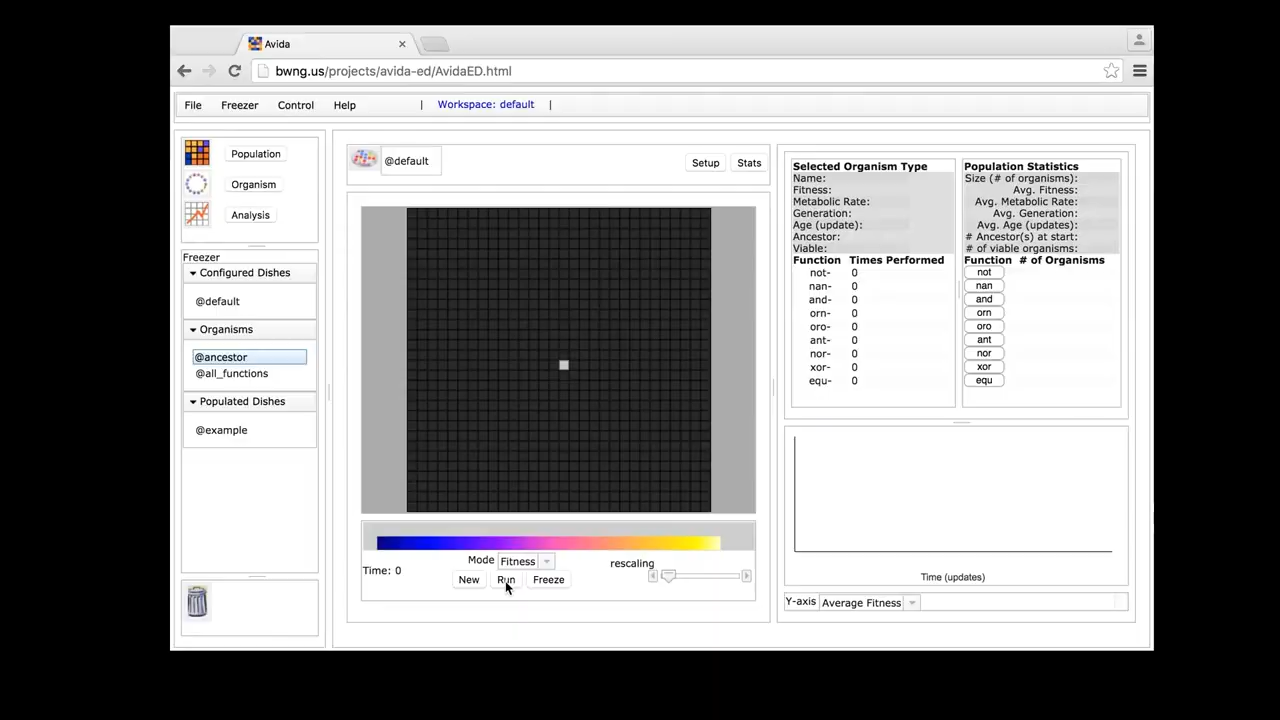 Avida
bwng.us/projects/avida-ed/AvidaED.html
File Freezer Control Help | Workspace: default |
Population
Organism
Analysis
Freezer
Configured Dishes
@default
Organisms
@ancestor
@all_functions
Populated Dishes
@example
@default
Setup Stats
Mode Fitness
rescaling
Time: 0
New Run Freeze
Selected Organism Type
Name:
Fitness:
Metabolic Rate:
Generation:
Age (update):
Ancestor:
Viable:
Function Times Performed
not- 0
nan- 0
and- 0
orn- 0
oro- 0
ant- 0
nor- 0
xor- 0
equ- 0
Population Statistics
Size (# of organisms):
Avg. Fitness:
Avg. Metabolic Rate:
Avg. Generation:
Avg. Age (updates):
# Ancestor(s) at start:
# of viable organisms:
Function # of Organisms
not
nan
and
orn
oro
ant
nor
xor
equ
Time (updates)
Y-axis Average Fitness